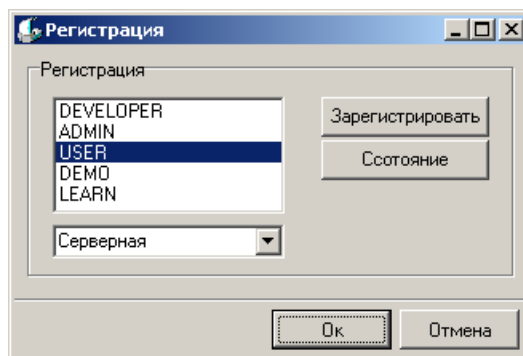 Регистрация
Регистрация
DEVELOPER
ADMIN
USER
DEMO
LEARN
Серверная
Зарегистрировать
Ссотояние
Ок
Отмена